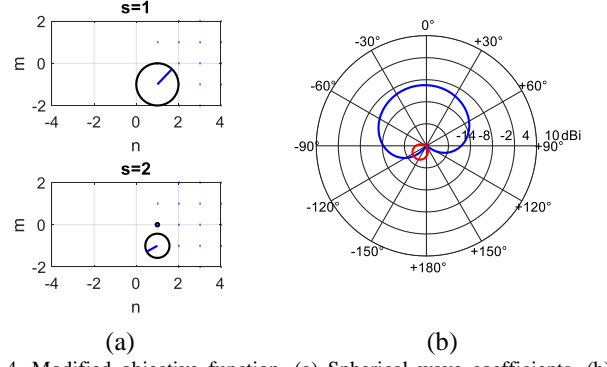 s=1
2
0
-2
m
-4
-2
0
2
4
n
s=2
2
0
-2
m
-4
-2
0
2
4
n
(a)
0°
-30°
+30°
-60°
+60°
-14 -8 -2 4 10 dBi
-90°
+90°
-120°
+120°
-150°
+150°
+180°
(b)
4. Modified objective function. (a) Spherical wave coefficients. (b)